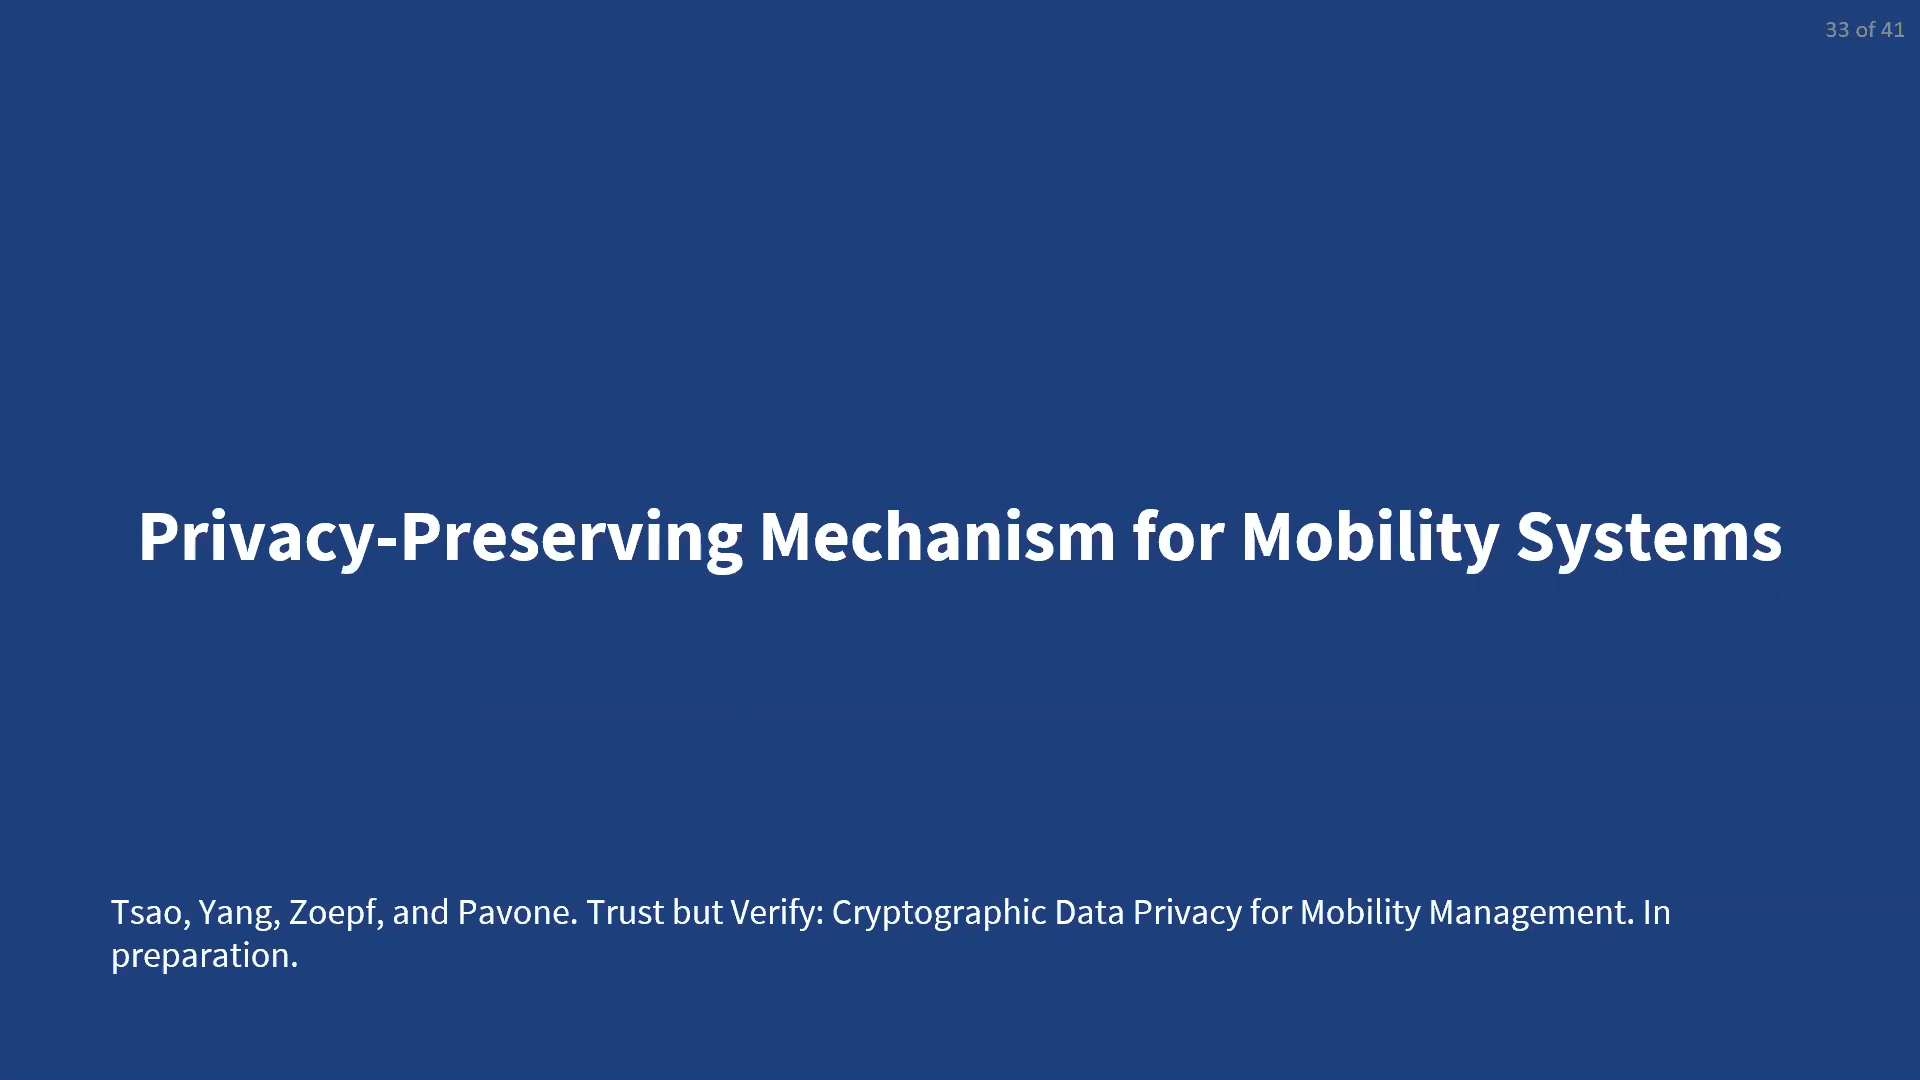 33 of 41
Privacy-Preserving Mechanism for Mobility Systems
Tsao, Yang, Zoepf, and Pavone. Trust but Verify: Cryptographic Data Privacy for Mobility Management. In
preparation.